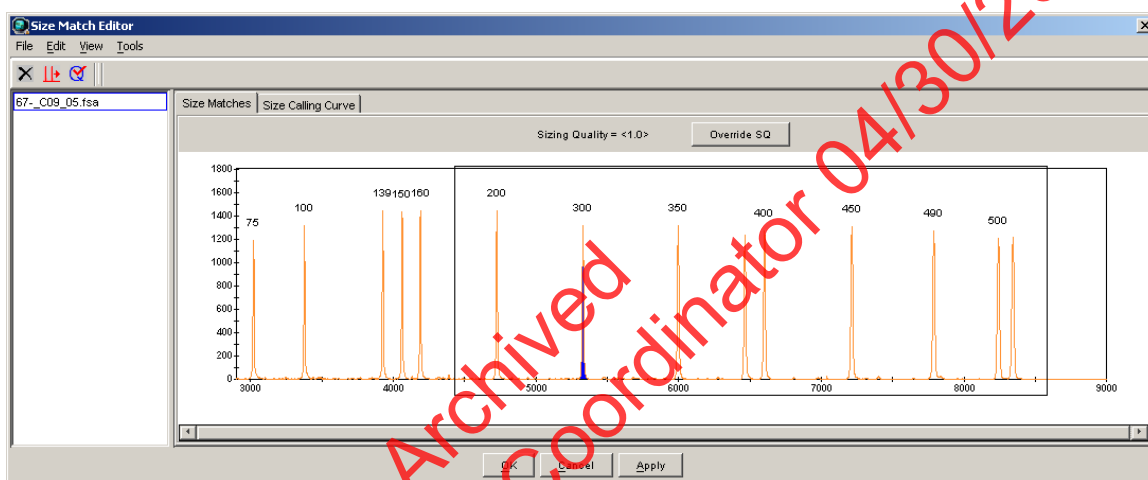 Size Match Editor
File Edit View Tools
67-_C09_05.fsa
Size Matches Size Calling Curve
Sizing Quality = <1.0> Override SQ
1800
1600
1400
1200
1000
800
600
400
200
0
75 100 139 150 160 200 300 350 400 450 490 500
3000 4000 5000 6000 7000 8000 9000
OK Cancel Apply
Archived
Coordinator 04/30/20